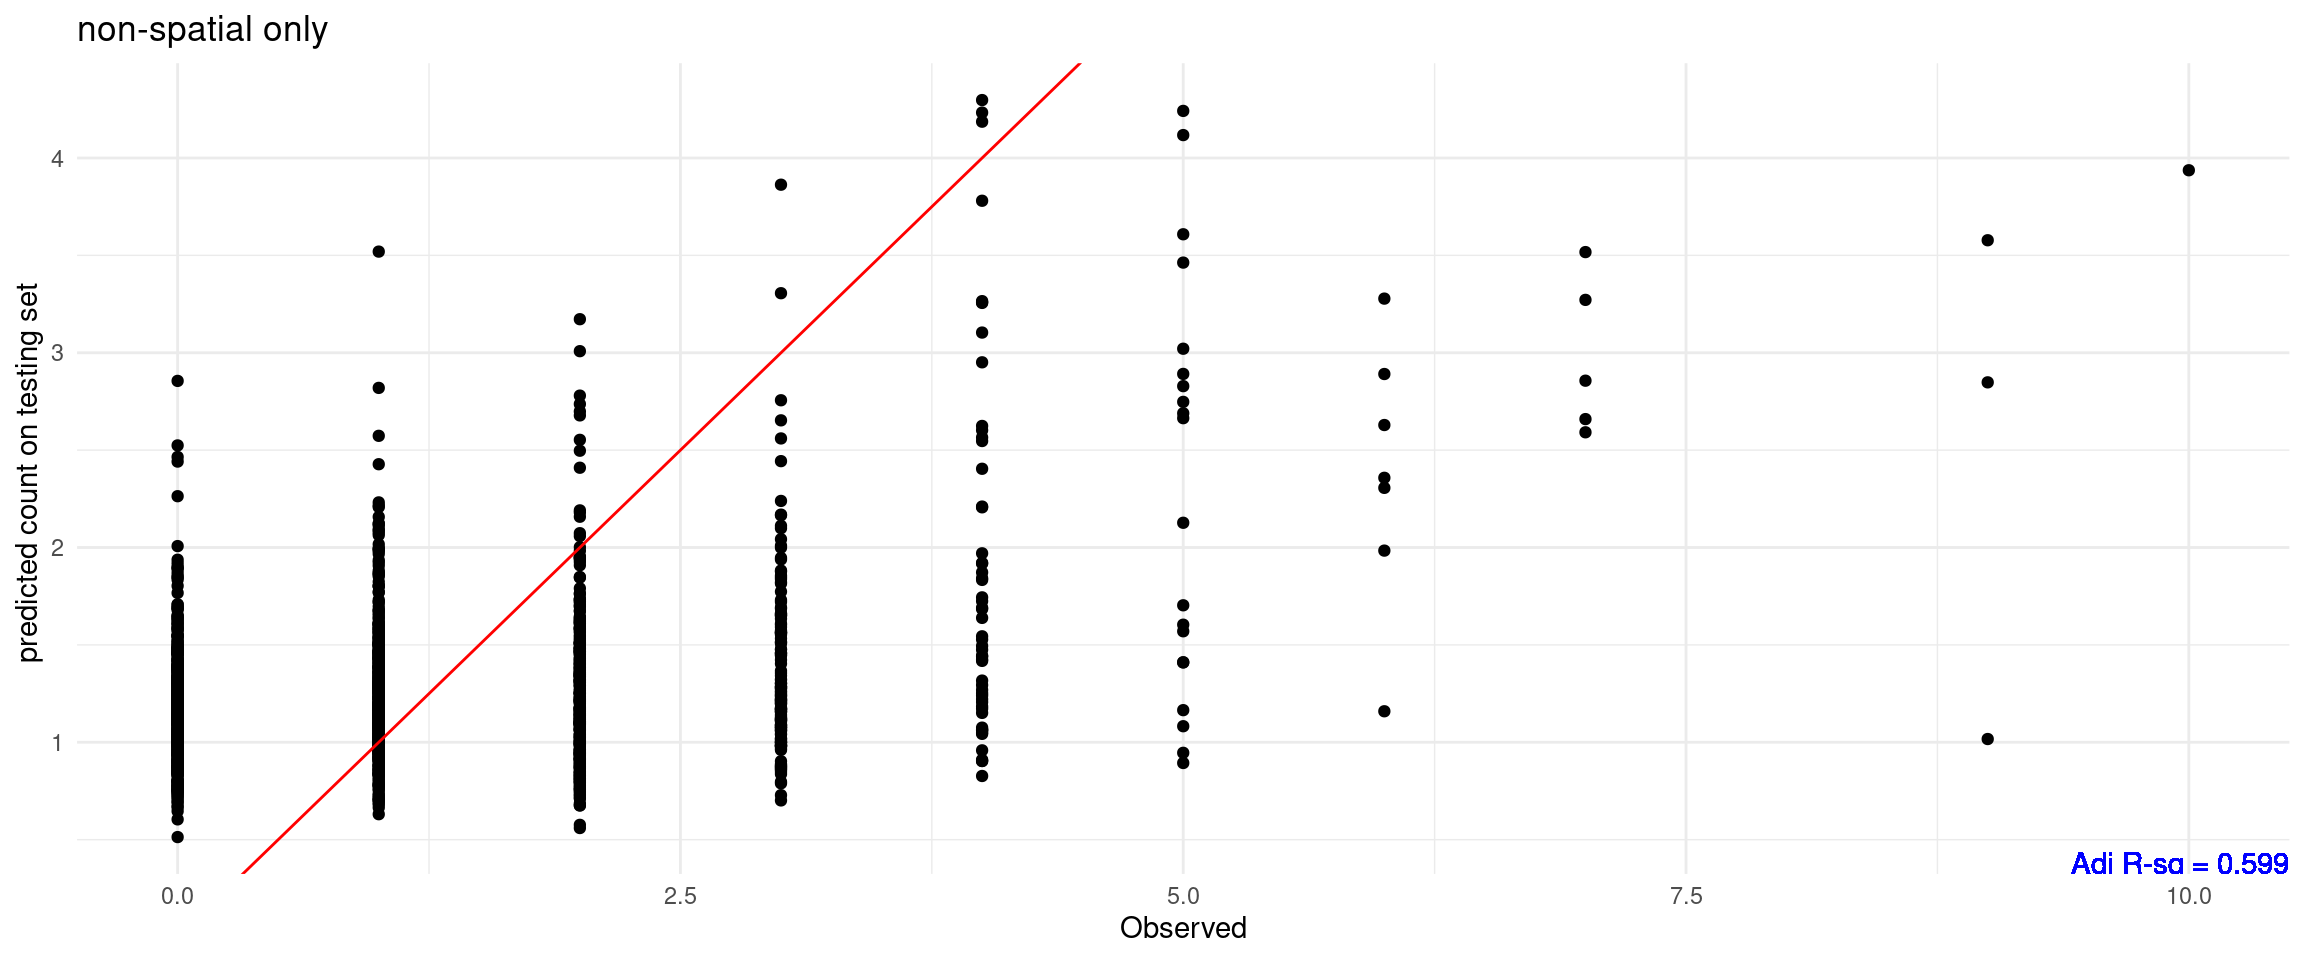 non-spatial only
predicted count on testing set
4
3
2
1
Adj R-sq = 0.599
0.0 2.5 5.0 7.5 10.0
Observed